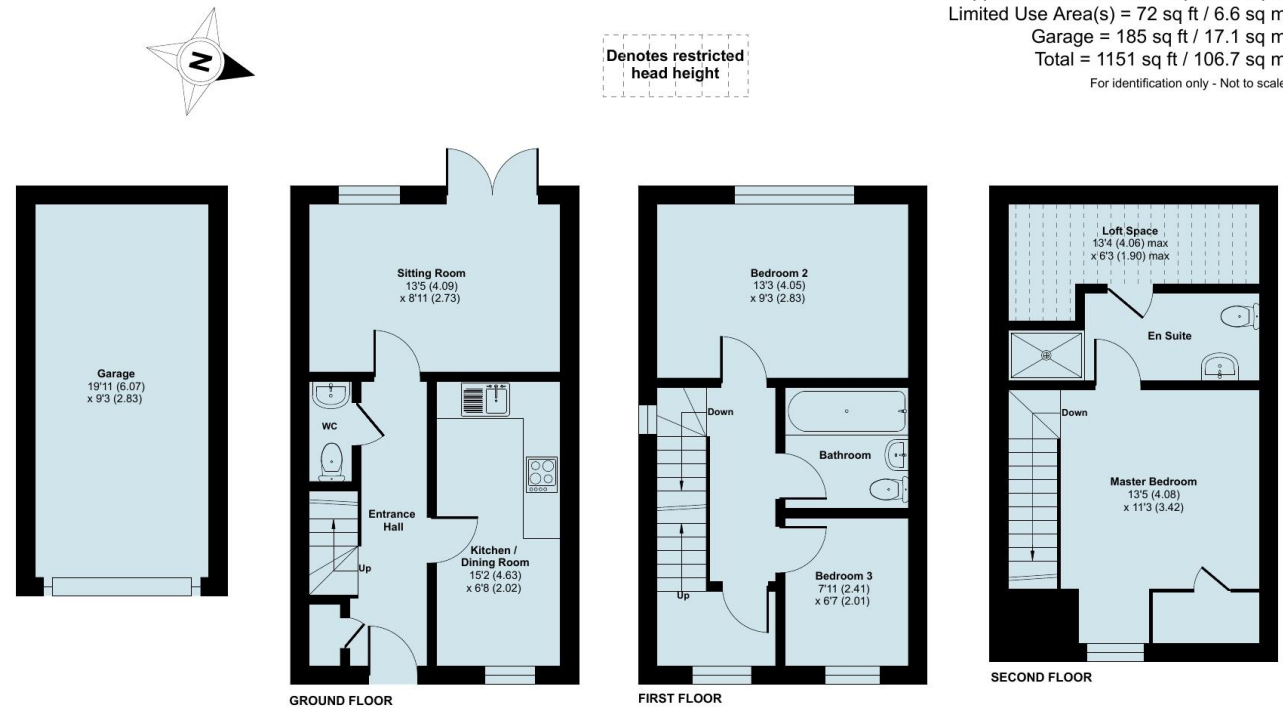 Limited Use Area(s) = 72 sq ft / 6.6 sq m
Garage = 185 sq ft / 17.1 sq m
Total = 1151 sq ft / 106.7 sq m
For identification only - Not to scale
N
Denotes restricted
head height
Garage
19'11 (6.07)
x 9'3 (2.83)
Sitting Room
13'5 (4.09)
x 8'11 (2.73)
WC
Entrance
Hall
Up
Kitchen /
Dining Room
15'2 (4.63)
x 6'8 (2.02)
GROUND FLOOR
Bedroom 2
13'3 (4.05)
x 9'3 (2.83)
Down
Bathroom
Up
Bedroom 3
7'11 (2.41)
x 6'7 (2.01)
FIRST FLOOR
Loft Space
13'4 (4.06) max
x 6'3 (1.90) max
En Suite
Down
Master Bedroom
13'5 (4.08)
x 11'3 (3.42)
SECOND FLOOR